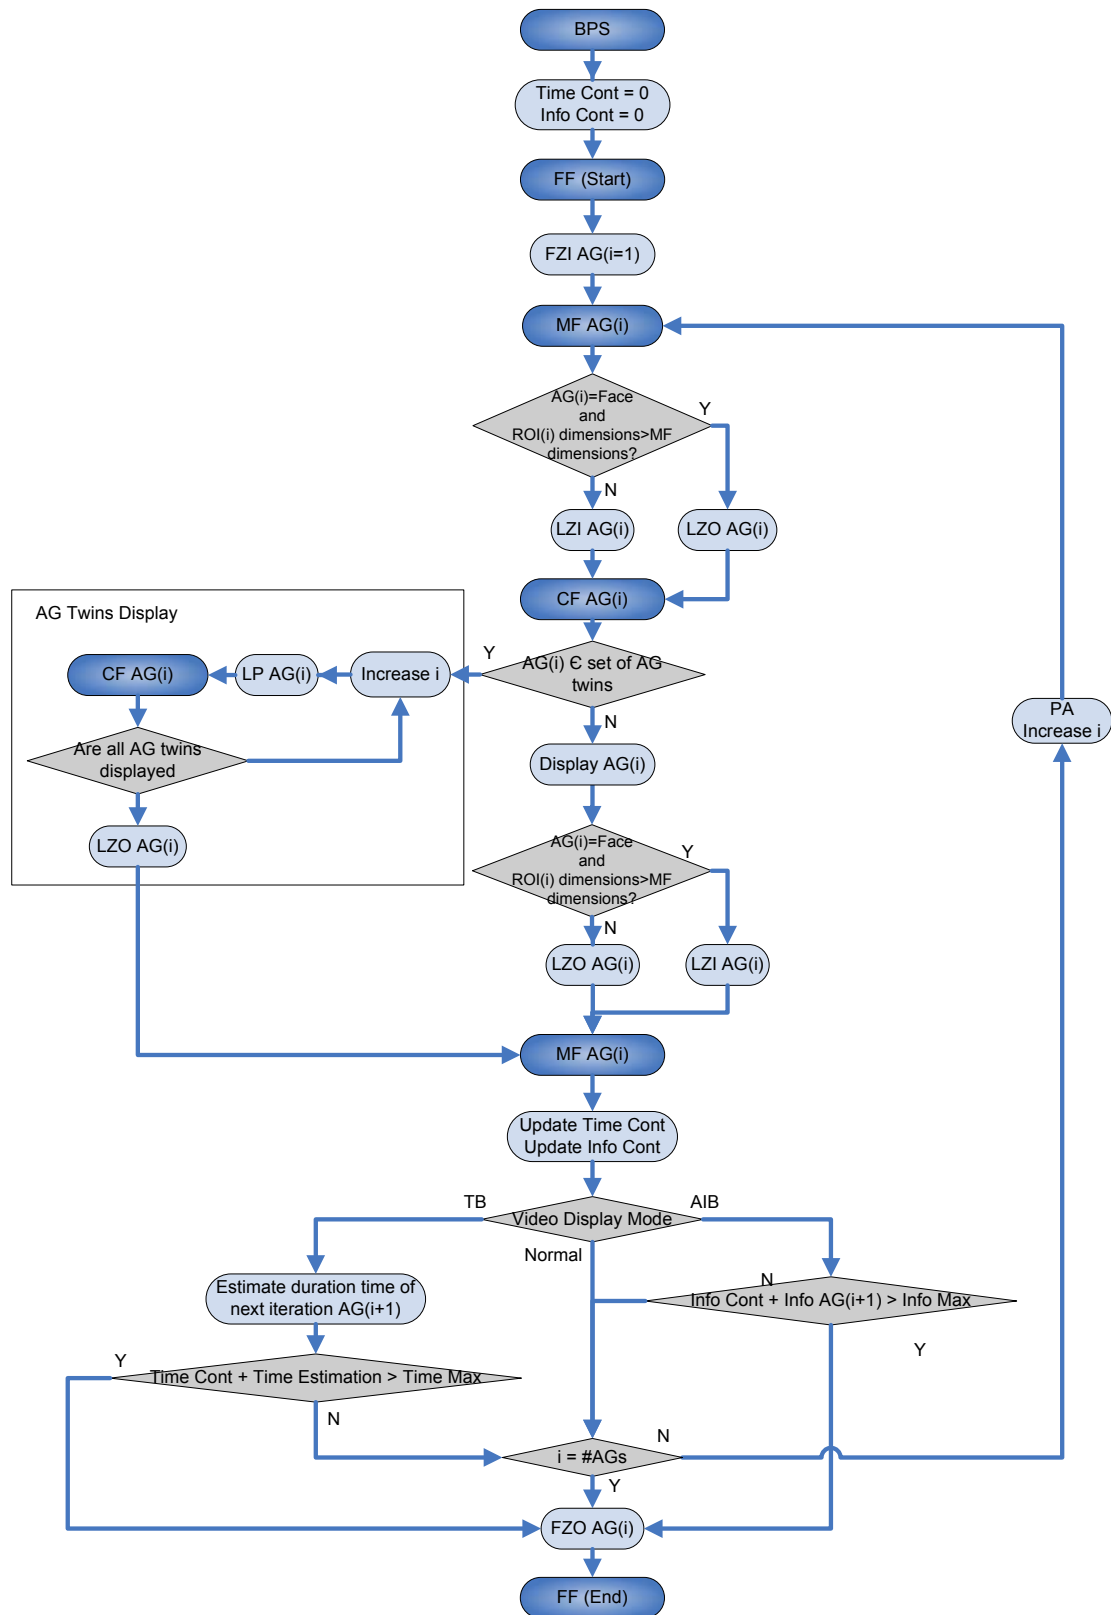 BPS
Time Cont = 0
Info Cont = 0
FF (Start)
FZI AG(i=1)
MF AG(i)
AG(i)=Face
and
ROI(i) dimensions>MF
dimensions?
Y
N
LZI AG(i)
LZO AG(i)
CF AG(i)
AG Twins Display
AG(i) Є set of AG
twins
Y
N
Increase i
LP AG(i)
CF AG(i)
Are all AG twins
displayed
LZO AG(i)
PA
Increase i
Display AG(i)
AG(i)=Face
and
ROI(i) dimensions>MF
dimensions?
Y
N
LZO AG(i)
LZI AG(i)
MF AG(i)
Update Time Cont
Update Info Cont
Video Display Mode
TB
AIB
Normal
Estimate duration time of
next iteration AG(i+1)
N
Info Cont + Info AG(i+1) > Info Max
Y
Y
Time Cont + Time Estimation > Time Max
N
i = #AGs
N
Y
FZO AG(i)
FF (End)